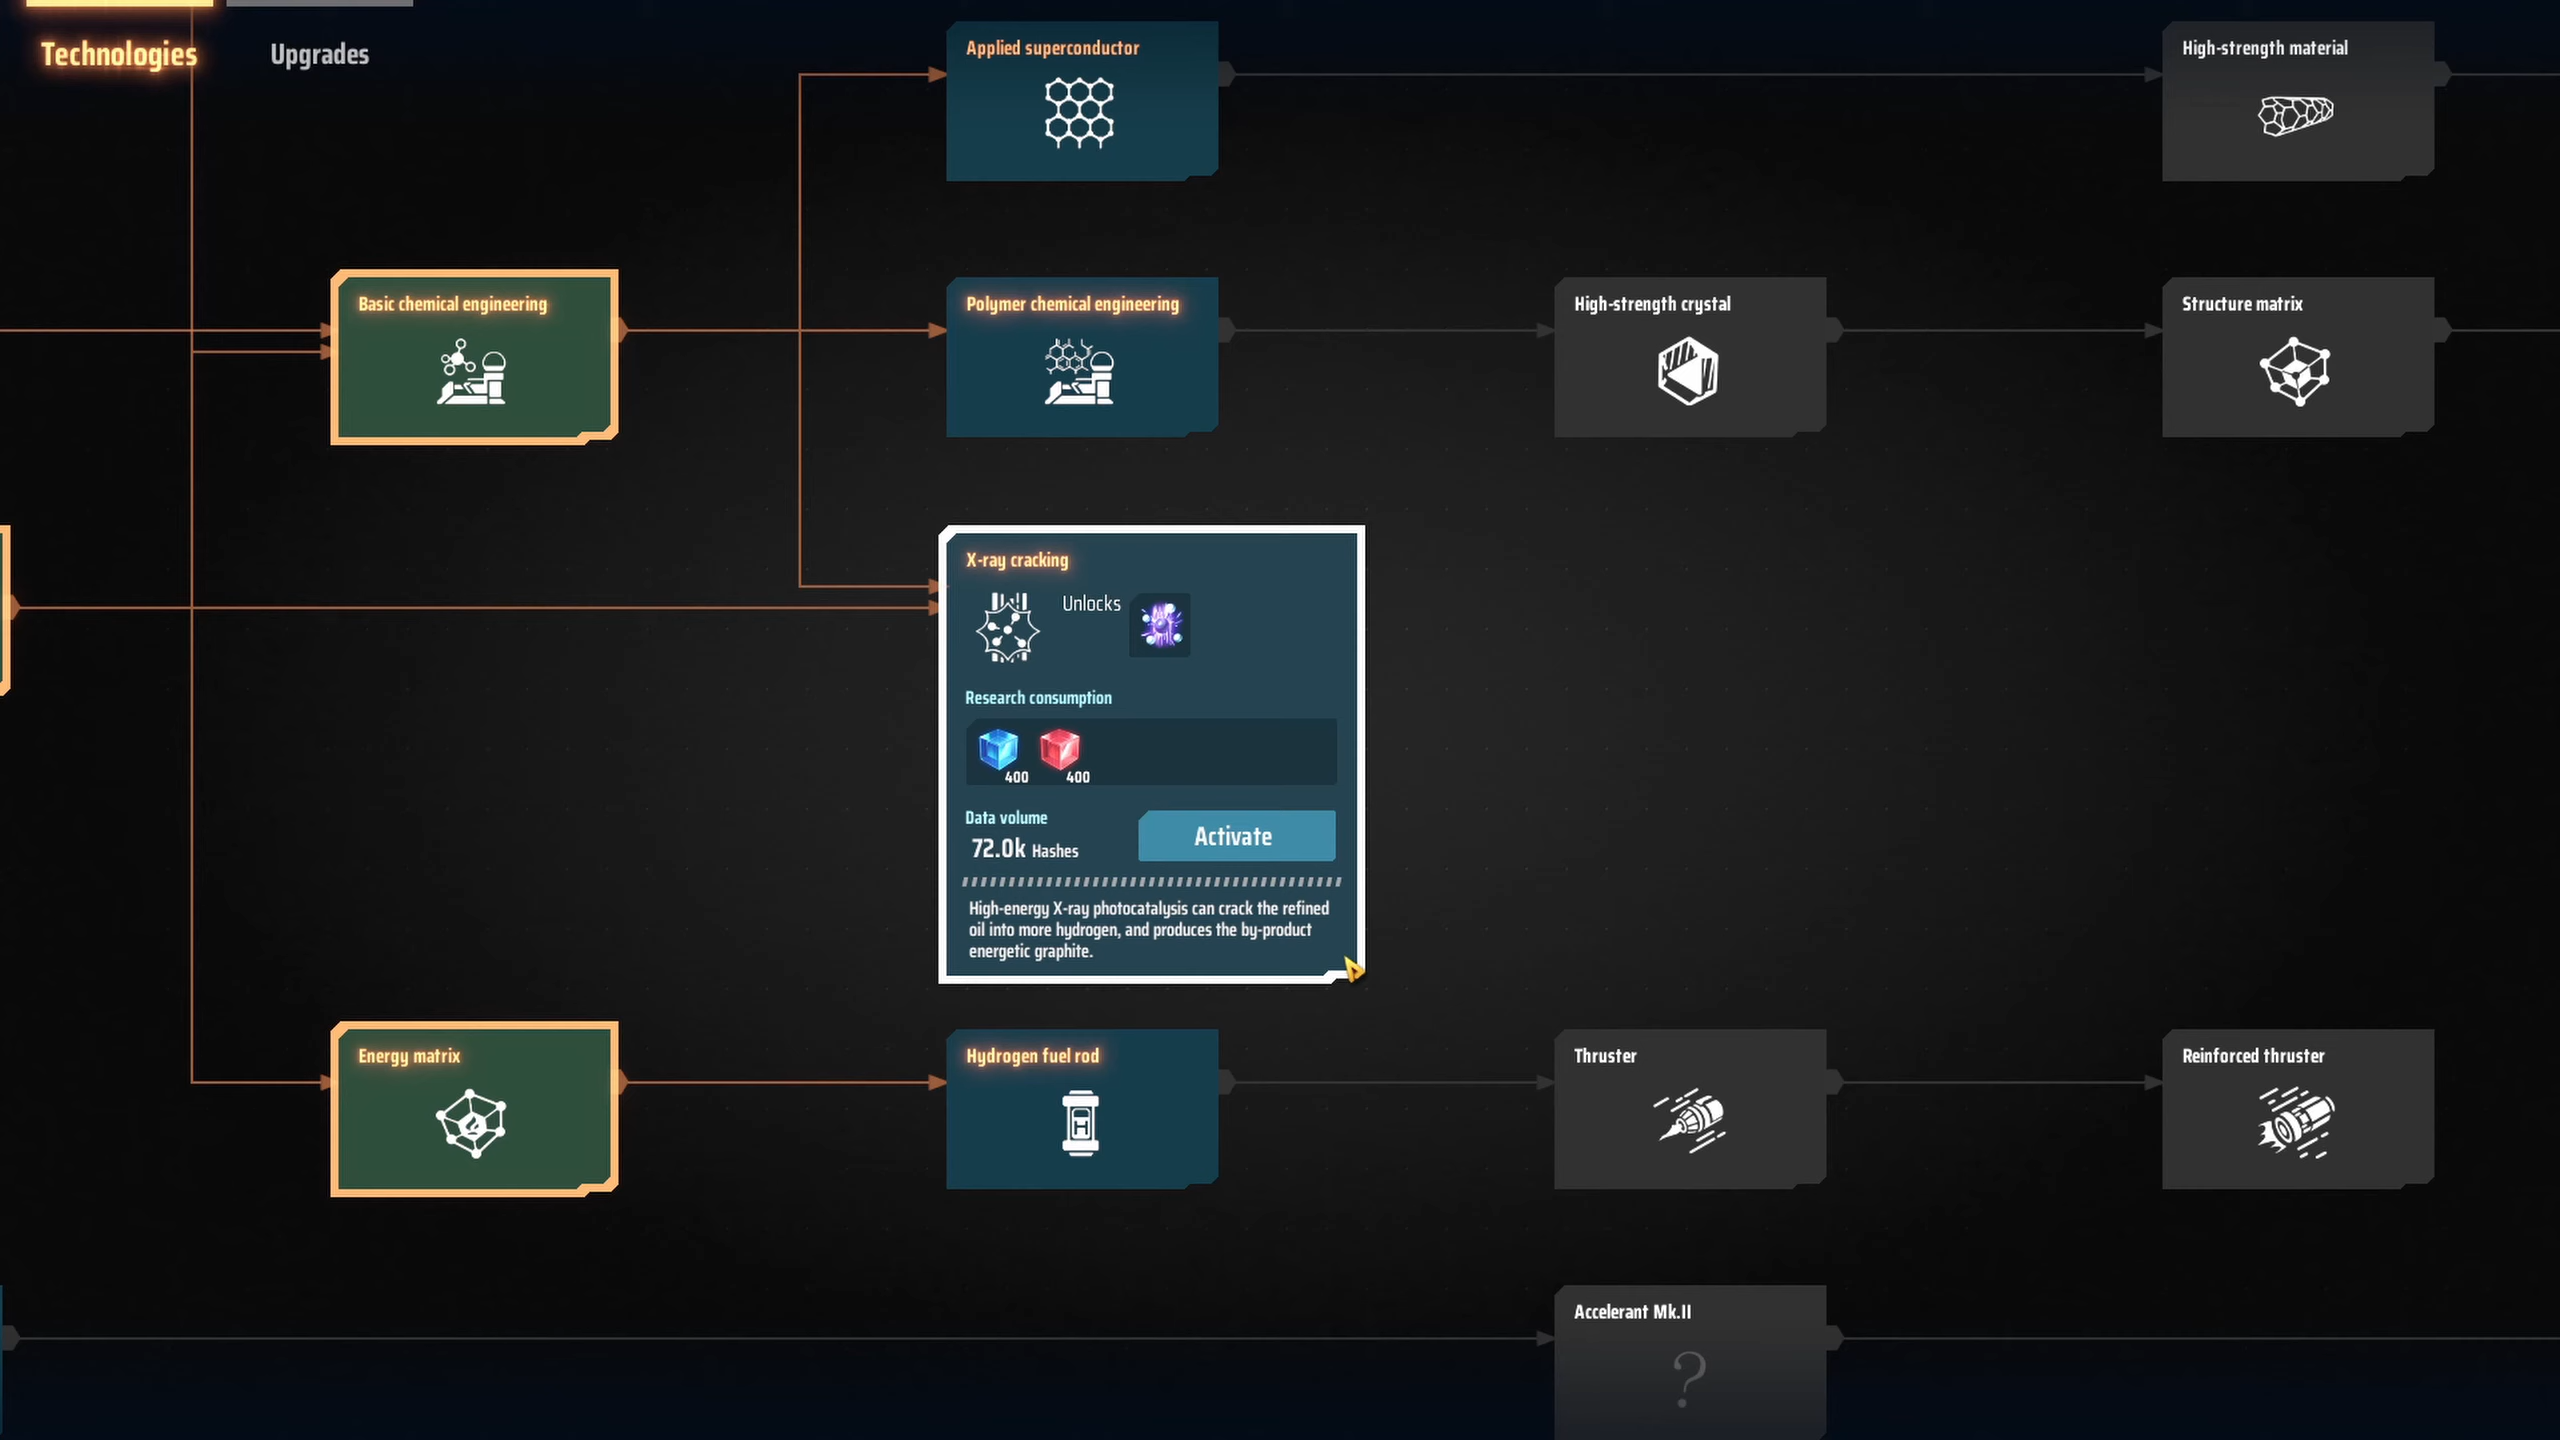 Technologies
Upgrades
Applied superconductor
High-strength material
Basic chemical engineering
Polymer chemical engineering
High-strength crystal
Structure matrix
X-ray cracking
Unlocks
Research consumption
400
400
Data volume
72.0k Hashes
Activate
High-energy X-ray photocatalysis can crack the refined
oil into more hydrogen, and produces the by-product
energetic graphite.
Energy matrix
Hydrogen fuel rod
H
Thruster
Reinforced thruster
Accelerant Mk.II
?